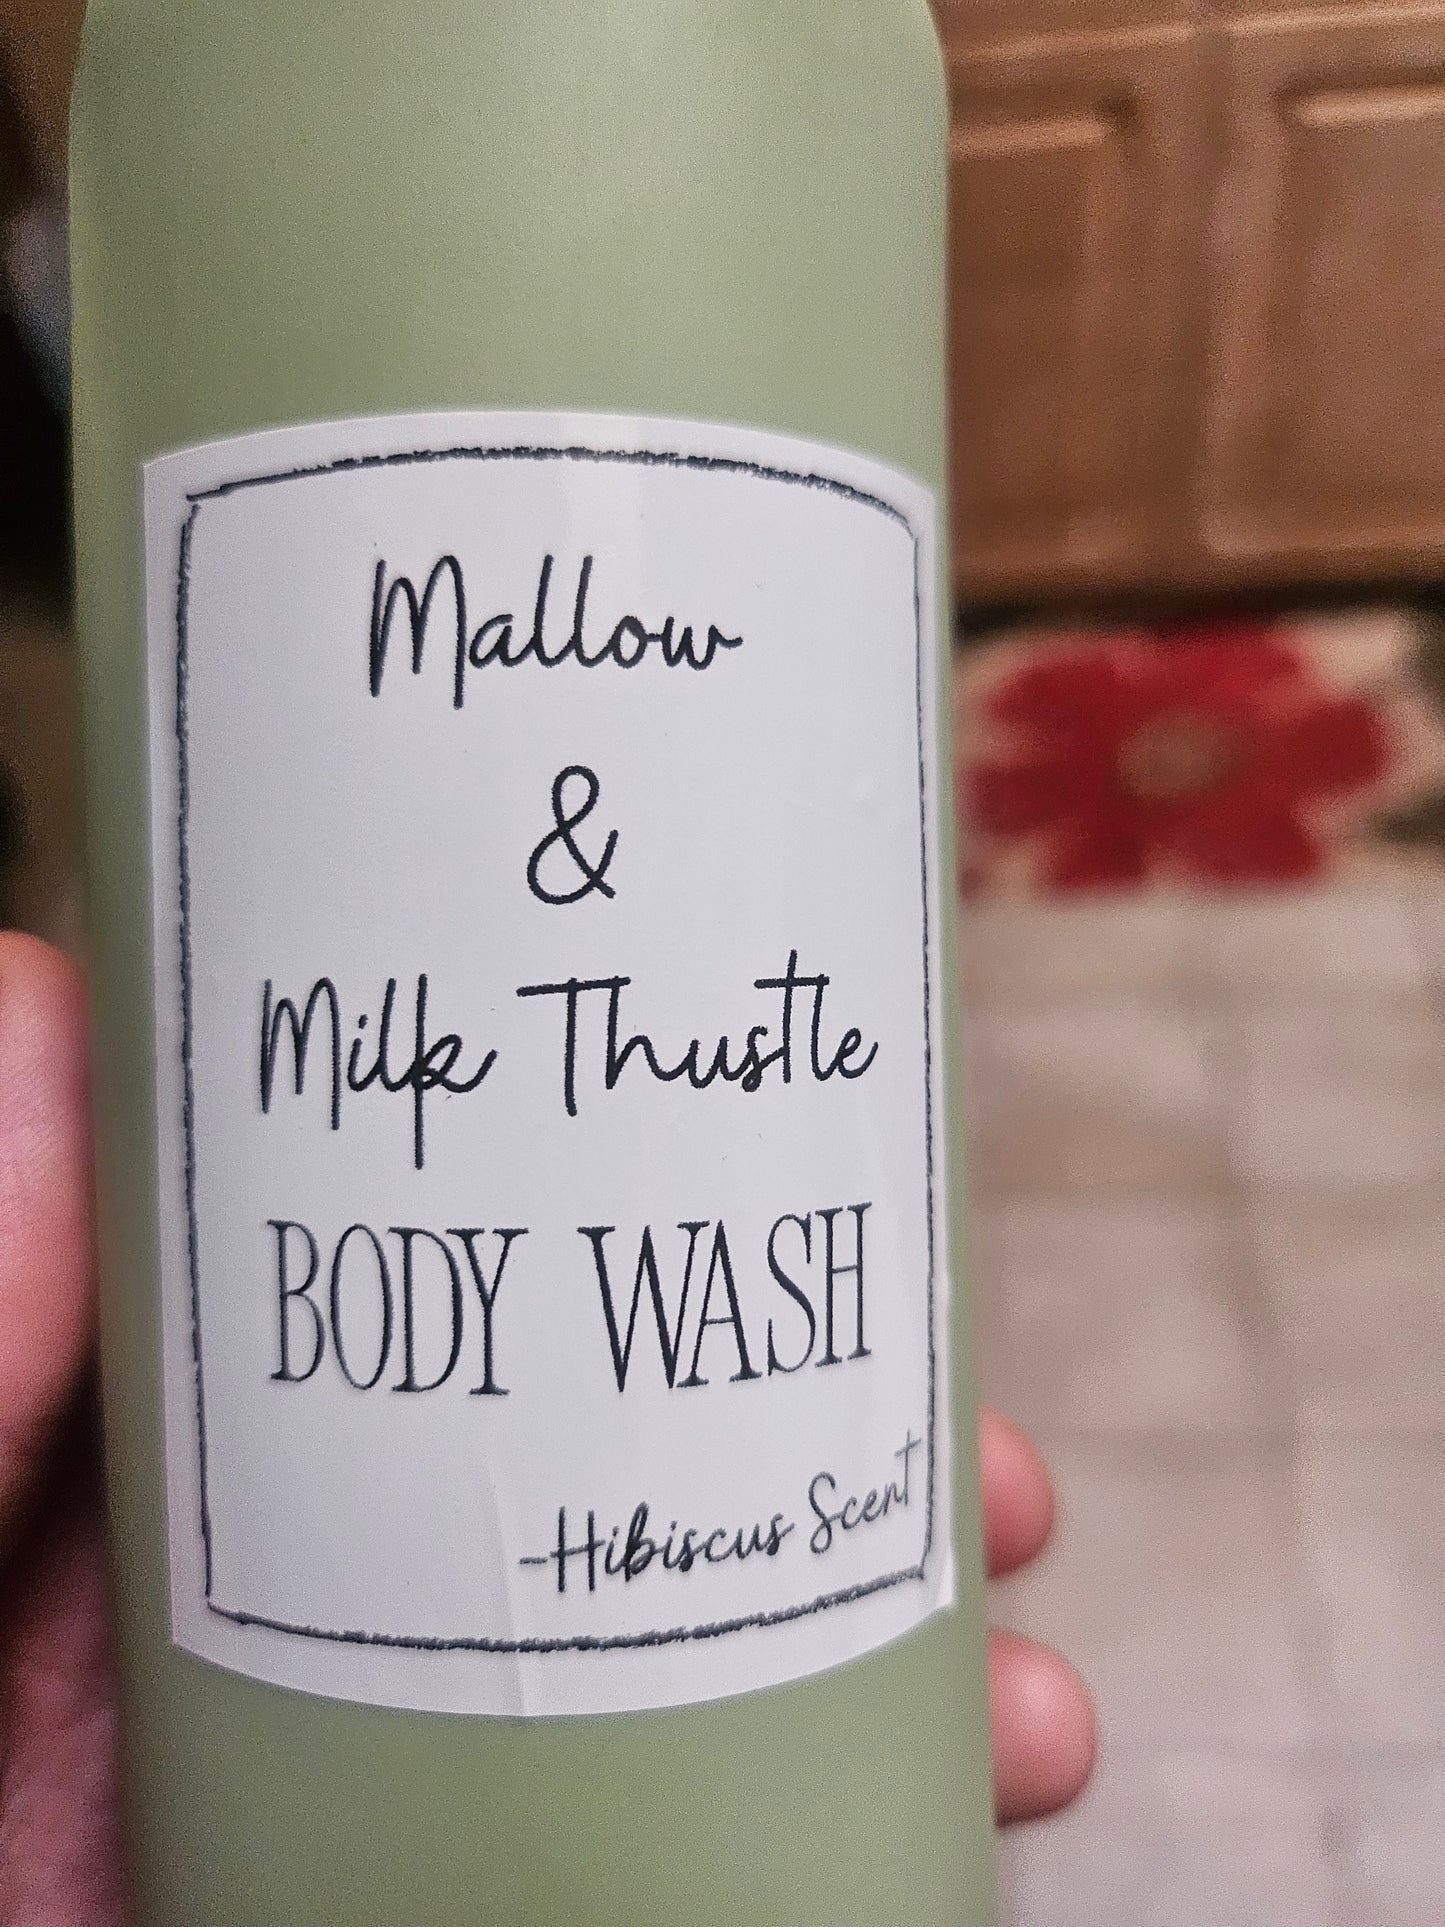 Mallow
&
Milk Thustle
BODY WASH
-Hibiscus Scent